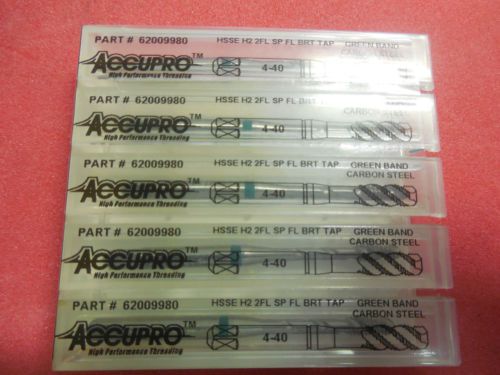 PART # 62009980 HSSE H2 2FL SP FL BRT TAP GREEN BAND
CARBON STEEL
ACCUPRO™
High Performance Threading
4-40
PART # 62009980 HSSE H2 2FL SP FL BRT TAP GREEN BAND
CARBON STEEL
ACCUPRO™
High Performance Threading
4-40
PART # 62009980 HSSE H2 2FL SP FL BRT TAP GREEN BAND
CARBON STEEL
ACCUPRO™
High Performance Threading
4-40
PART # 62009980 HSSE H2 2FL SP FL BRT TAP GREEN BAND
CARBON STEEL
ACCUPRO™
High Performance Threading
4-40
PART # 62009980 HSSE H2 2FL SP FL BRT TAP GREEN BAND
CARBON STEEL
ACCUPRO™
High Performance Threading
4-40